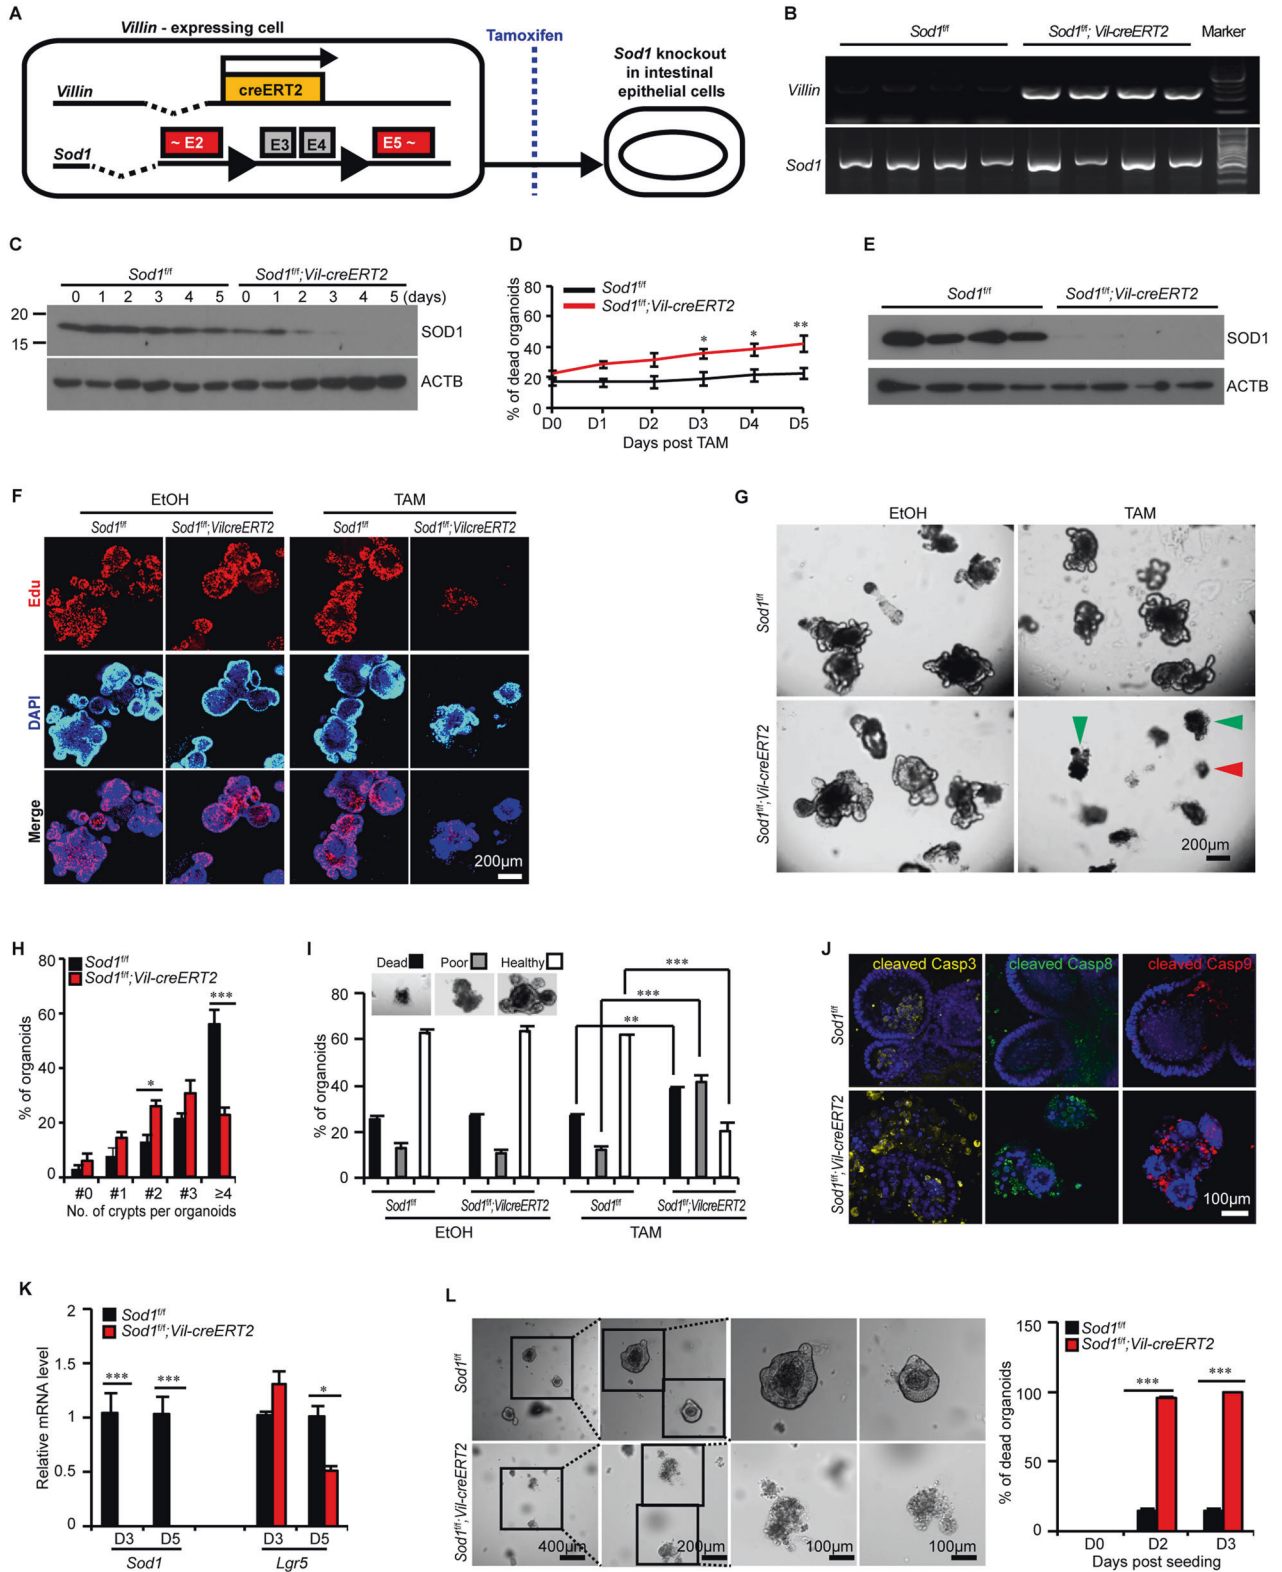 A
Villin - expressing cell
Tamoxifen
Sod1 knockout
in intestinal
epithelial cells
creERT2
Villin
~ E2
E3
E4
E5 ~
Sod1
B
Sod1f/f
Sod1f/f; Vil-creERT2
Marker
Villin
Sod1
C
Sod1f/f
Sod1f/f;Vil-creERT2
0 1 2 3 4 5 0 1 2 3 4 5 (days)
20
15
SOD1
ACTB
D
Sod1f/f
Sod1f/f;Vil-creERT2
% of dead organoids
80
60
40
20
0
* * **
D0 D1 D2 D3 D4 D5
Days post TAM
E
Sod1f/f
Sod1f/f;Vil-creERT2
SOD1
ACTB
F
EtOH
TAM
Sod1f/f
Sod1f/f;VilcreERT2
Sod1f/f
Sod1f/f;VilcreERT2
Edu
DAPI
Merge
200μm
G
EtOH
TAM
Sod1f/f
Sod1f/f;Vil-creERT2
200μm
H
Sod1f/f
Sod1f/f;Vil-creERT2
% of organoids
80
60
40
20
0
*
***
#0 #1 #2 #3 ≥4
No. of crypts per organoids
I
Dead
Poor
Healthy
% of organoids
80
60
40
20
0
***
***
**
Sod1f/f
Sod1f/f;VilcreERT2
Sod1f/f
Sod1f/f;VilcreERT2
EtOH
TAM
J
cleaved Casp3
cleaved Casp8
cleaved Casp9
Sod1f/f
Sod1f/f;Vil-creERT2
100μm
K
Sod1f/f
Sod1f/f;Vil-creERT2
Relative mRNA level
2
1.5
1
0.5
0
***
***
*
D3 D5 D3 D5
Sod1
Lgr5
L
Sod1f/f
Sod1f/f;Vil-creERT2
400μm
200μm
100μm
100μm
Sod1f/f
Sod1f/f;Vil-creERT2
% of dead organoids
150
100
50
0
***
***
D0 D2 D3
Days post seeding